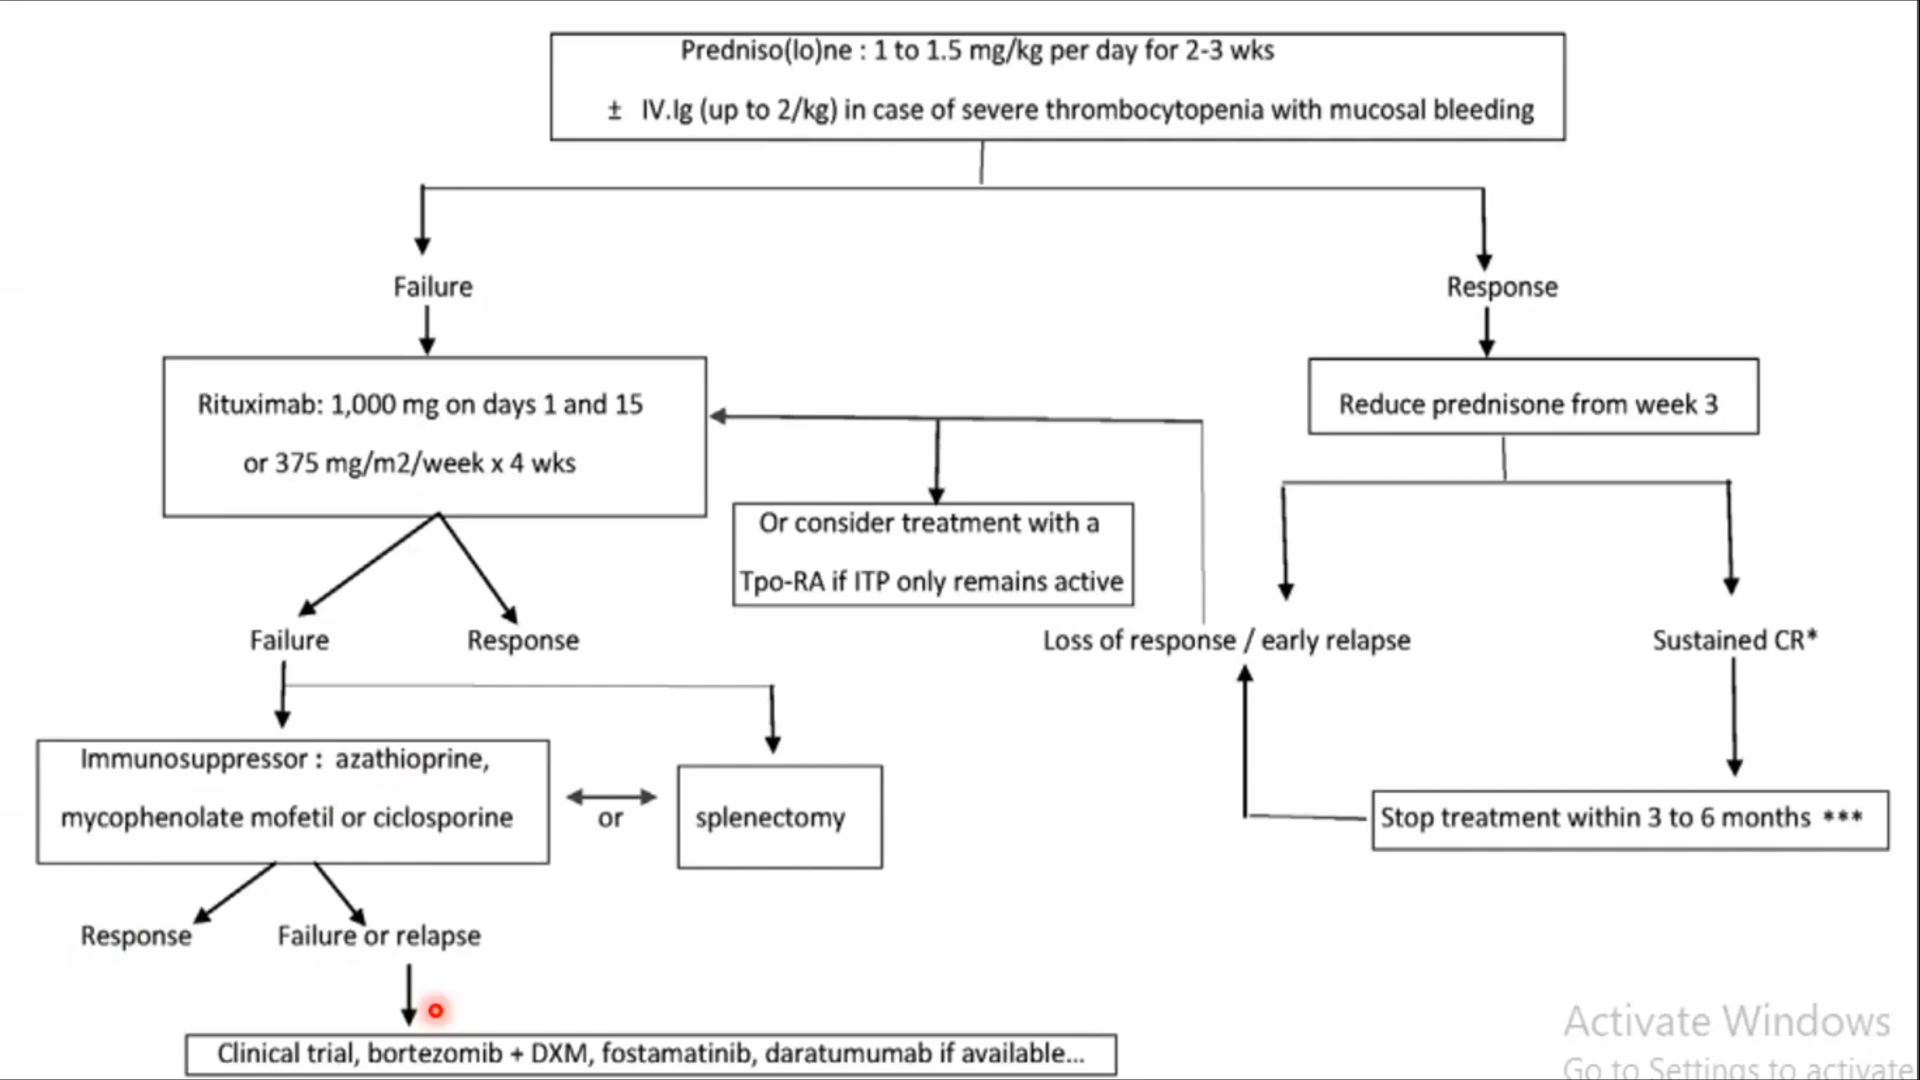 Predniso(lo)ne : 1 to 1.5 mg/kg per day for 2-3 wks
± IV.Ig (up to 2/kg) in case of severe thrombocytopenia with mucosal bleeding
Failure
Response
Rituximab: 1,000 mg on days 1 and 15
or 375 mg/m2/week x 4 wks
Reduce prednisone from week 3
Or consider treatment with a
Tpo-RA if ITP only remains active
Failure
Response
Loss of response / early relapse
Sustained CR*
Immunosuppressor : azathioprine,
mycophenolate mofetil or ciclosporine
or
splenectomy
Stop treatment within 3 to 6 months ***
Response
Failure or relapse
Clinical trial, bortezomib + DXM, fostamatinib, daratumumab if available...
Activate Windows
Go to Settings to activate